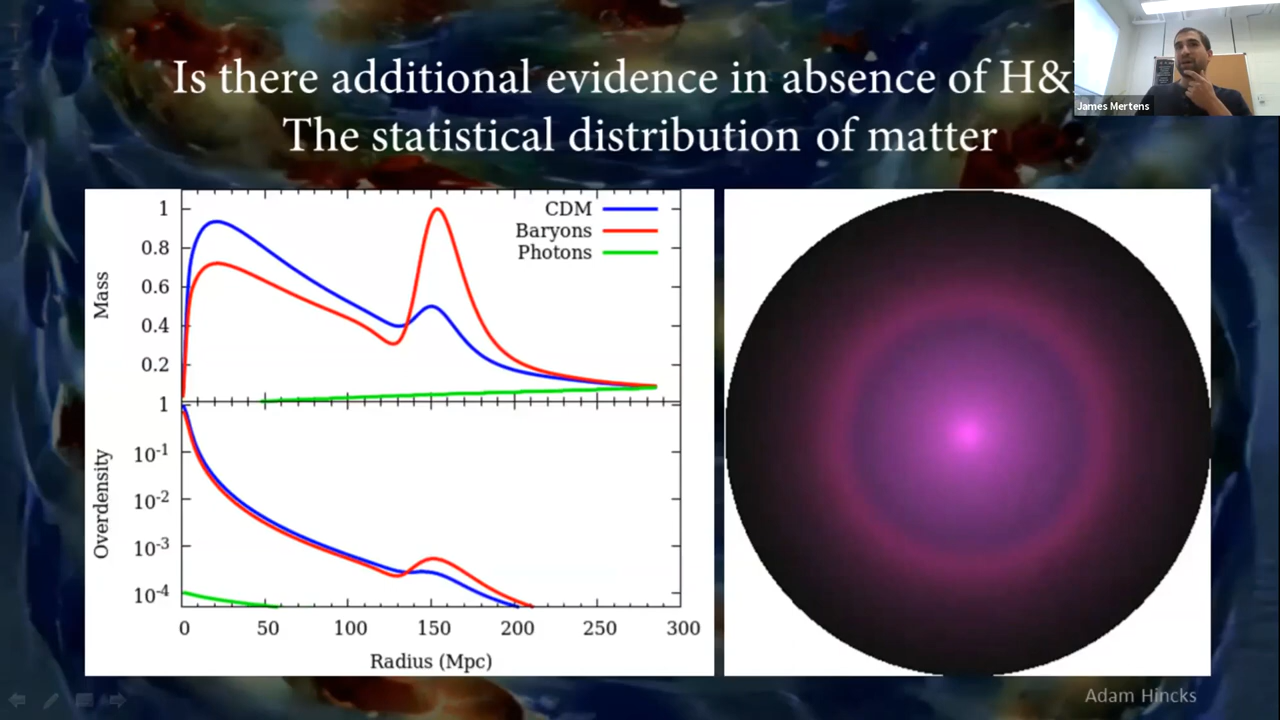 Is there additional evidence in absence of H&
The statistical distribution of matter
James Mertens
CDM
Baryons
Photons
Mass
1
0.8
0.6
0.4
0.2
Overdensity
1
10-1
10-2
10-3
10-4
0 50 100 150 200 250 300
Radius (Mpc)
Adam Hincks